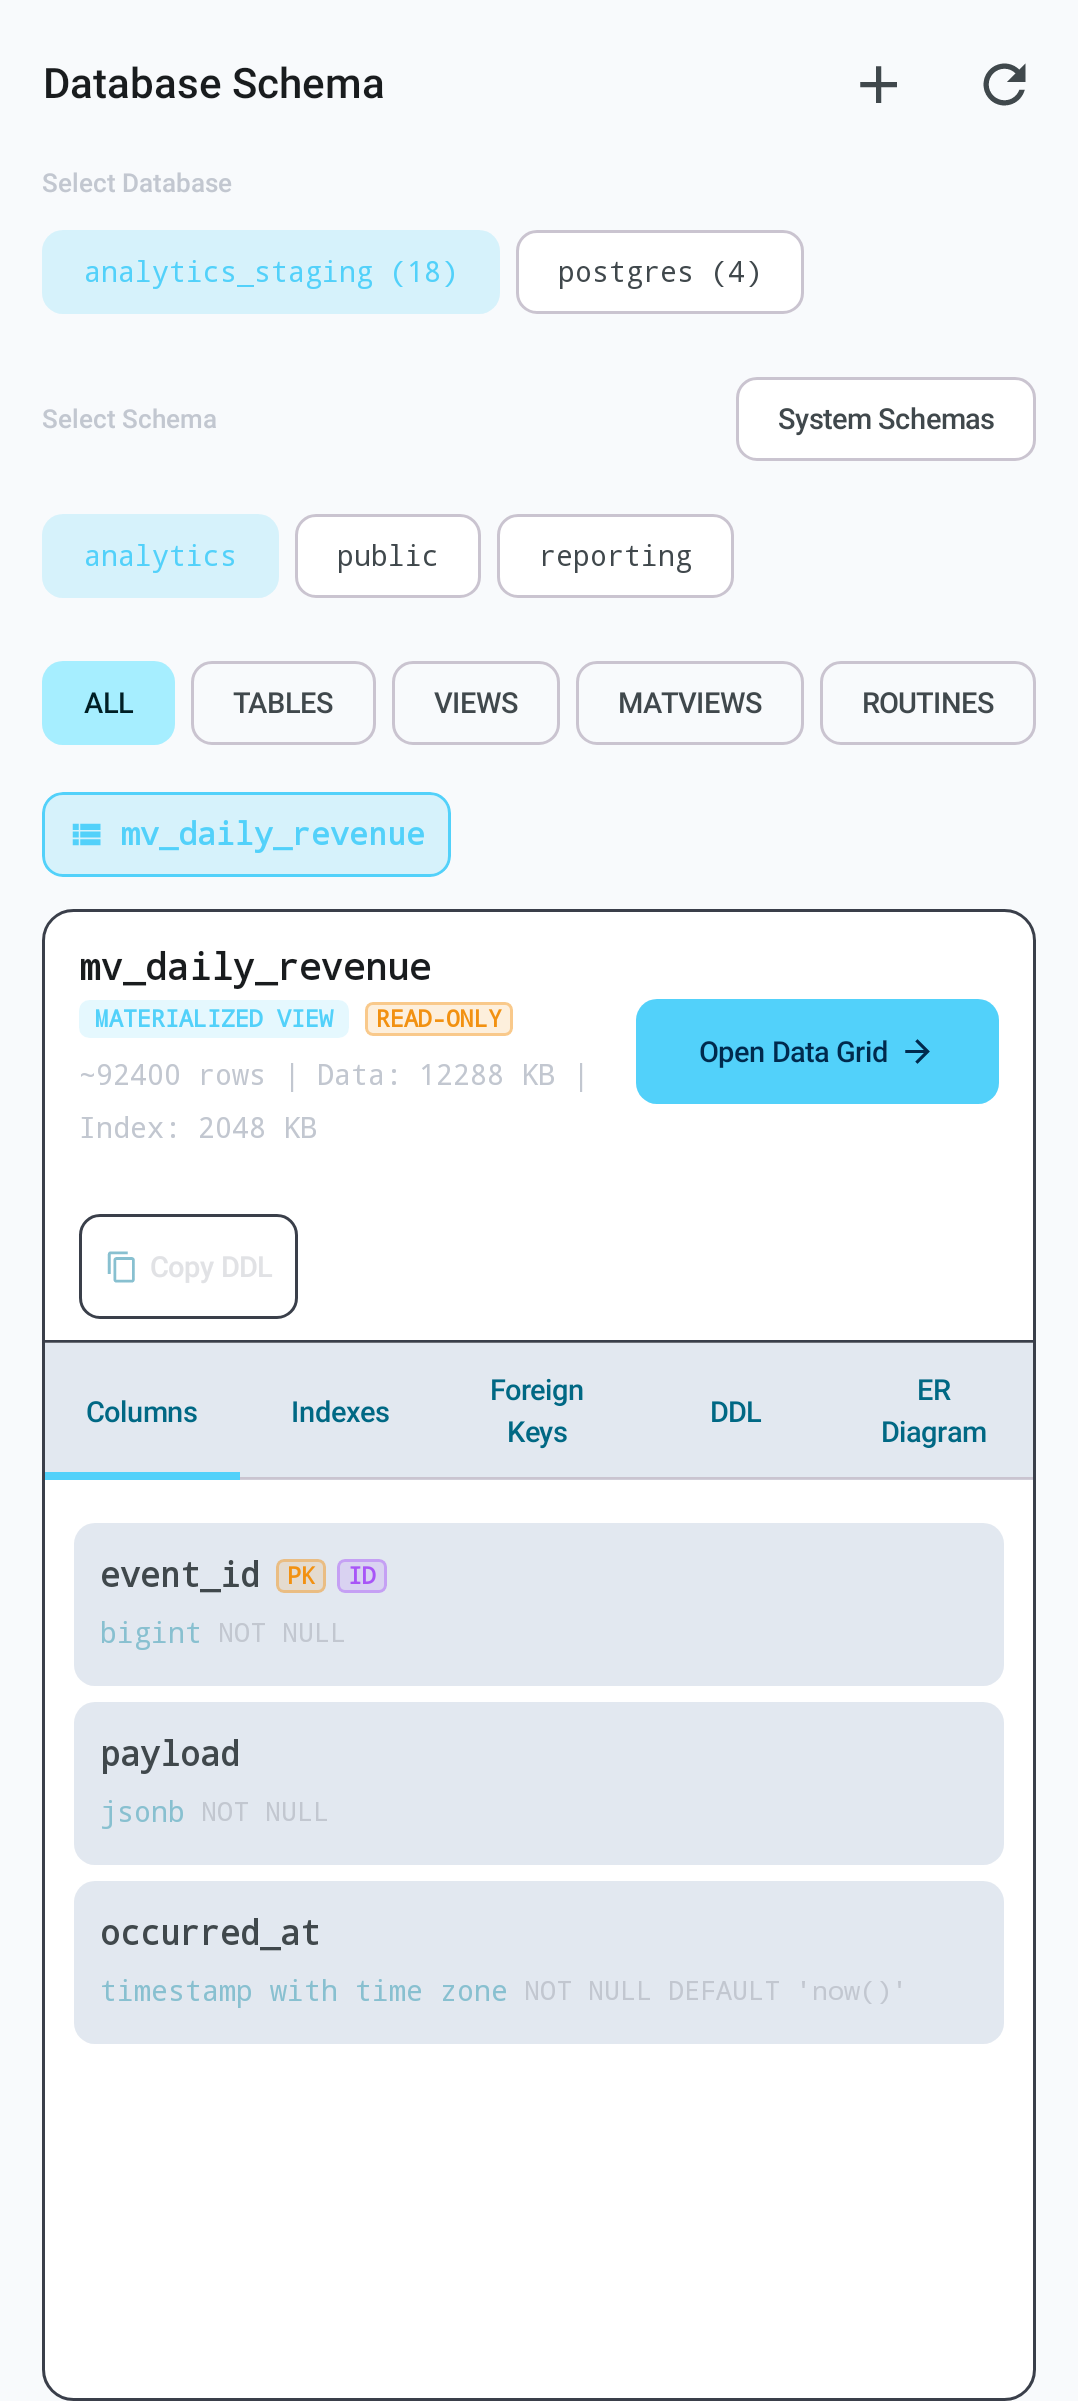 Database Schema
Select Database
analytics_staging (18)
postgres (4)
Select Schema
System Schemas
analytics
public
reporting
ALL
TABLES
VIEWS
MATVIEWS
ROUTINES
mv_daily_revenue
mv_daily_revenue
MATERIALIZED VIEW
READ-ONLY
~92400 rows | Data: 12288 KB |
Index: 2048 KB
Open Data Grid
Copy DDL
Columns
Indexes
Foreign
Keys
DDL
ER
Diagram
event_id PK ID
bigint NOT NULL
payload
jsonb NOT NULL
occurred_at
timestamp with time zone NOT NULL DEFAULT 'now()'